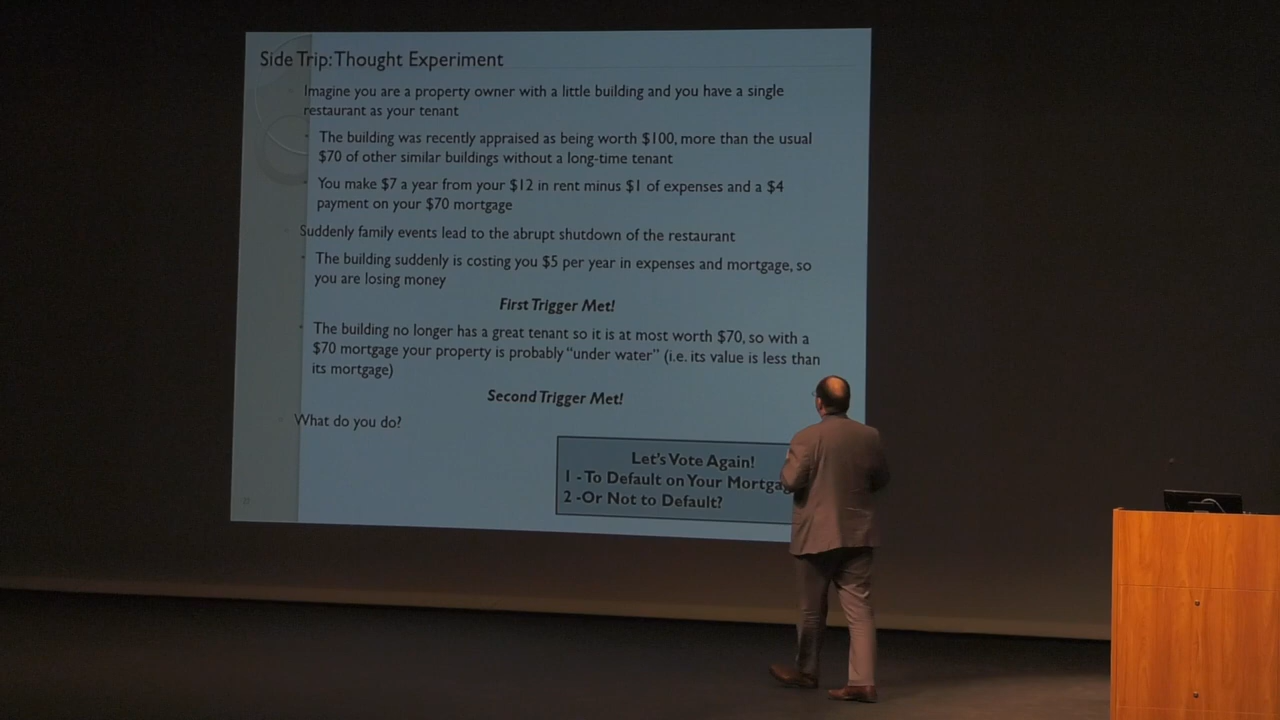 Side Trip: Thought Experiment
Imagine you are a property owner with a little building and you have a single
restaurant as your tenant
The building was recently appraised as being worth $100, more than the usual
$70 of other similar buildings without a long-time tenant
You make $7 a year from your $12 in rent minus $1 of expenses and a $4
payment on your $70 mortgage
Suddenly family events lead to the abrupt shutdown of the restaurant
The building suddenly is costing you $5 per year in expenses and mortgage, so
you are losing money
First Trigger Met!
The building no longer has a great tenant so it is at most worth $70, so with a
$70 mortgage your property is probably "under water" (i.e. its value is less than
its mortgage)
Second Trigger Met!
What do you do?
Let's Vote Again!
1 - To Default on Your
2 -Or Not to Default?